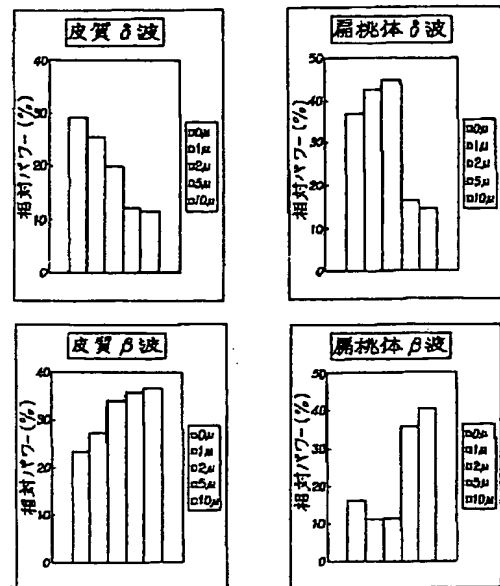 皮質δ波
相対パワー(%)
40
30
20
10
0
□0μ
□1μ
□2μ
□5μ
□10μ
扁桃体δ波
相対パワー(%)
50
40
30
20
10
0
□0μ
□1μ
□2μ
□5μ
□10μ
皮質β波
相対パワー(%)
40
30
20
10
0
□0μ
□1μ
□2μ
□5μ
□10μ
扁桃体β波
相対パワー(%)
50
40
30
20
10
0
□0μ
□1μ
□2μ
□5μ
□10μ